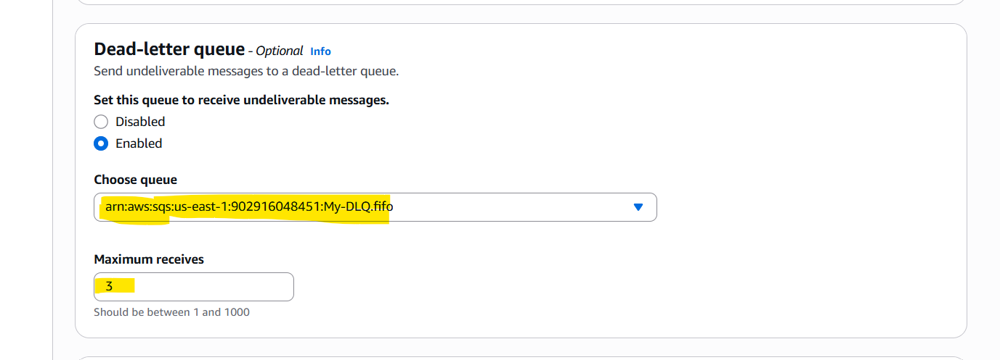 Dead-letter queue - Optional Info
Send undeliverable messages to a dead-letter queue.
Set this queue to receive undeliverable messages.
Disabled
Enabled
Choose queue
arn:aws:sqs:us-east-1:902916048451:My-DLQ.fifo
Maximum receives
3
Should be between 1 and 1000